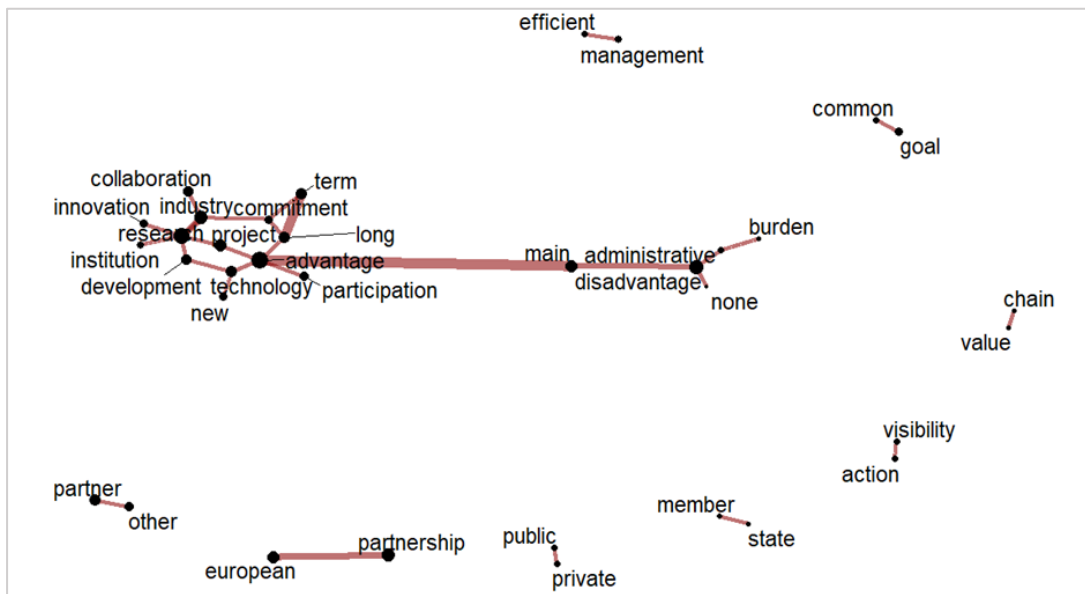 efficient
management
common
goal
collaboration
term
innovation
industry
commitment
research
project
long
burden
institution
advantage
main
administrative
development
technology
participation
disadvantage
none
new
chain
value
visibility
action
partner
other
member
state
partnership
public
european
private